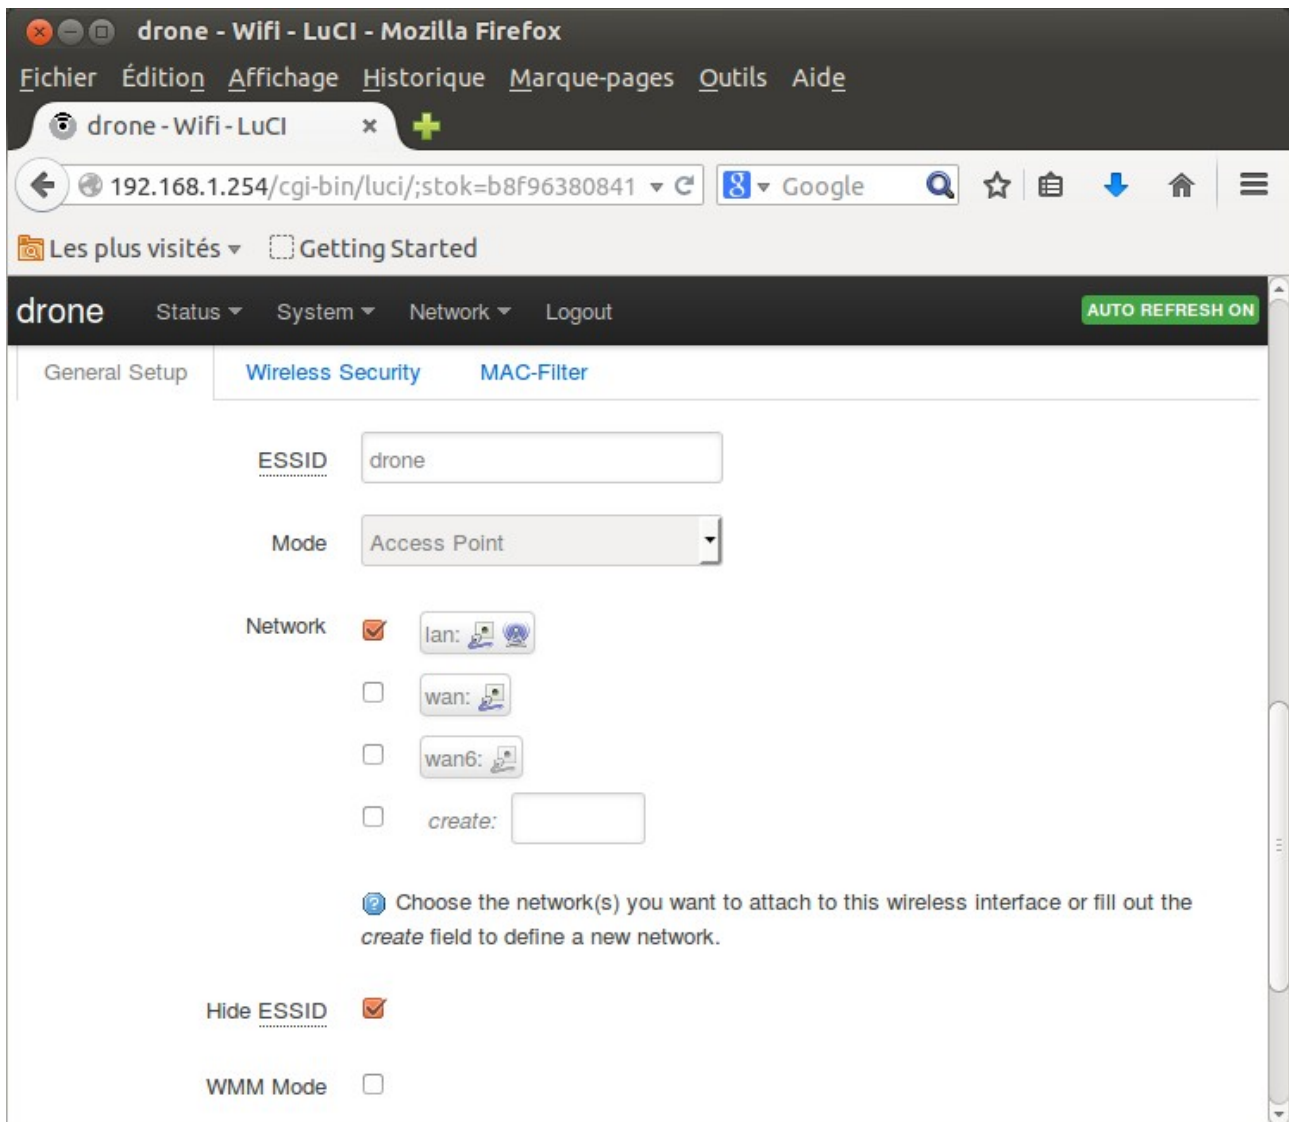 drone - Wifi - LuCI - Mozilla Firefox
Fichier Édition Affichage Historique Marque-pages Outils Aide
drone - Wifi - LuCI
192.168.1.254/cgi-bin/luci/;stok=b8f96380841 Google
Les plus visités Getting Started
drone Status System Network Logout AUTO REFRESH ON
General Setup Wireless Security MAC-Filter
ESSID drone
Mode Access Point
Network lan:
wan:
wan6:
create:
Choose the network(s) you want to attach to this wireless interface or fill out the
create field to define a new network.
Hide ESSID
WMM Mode